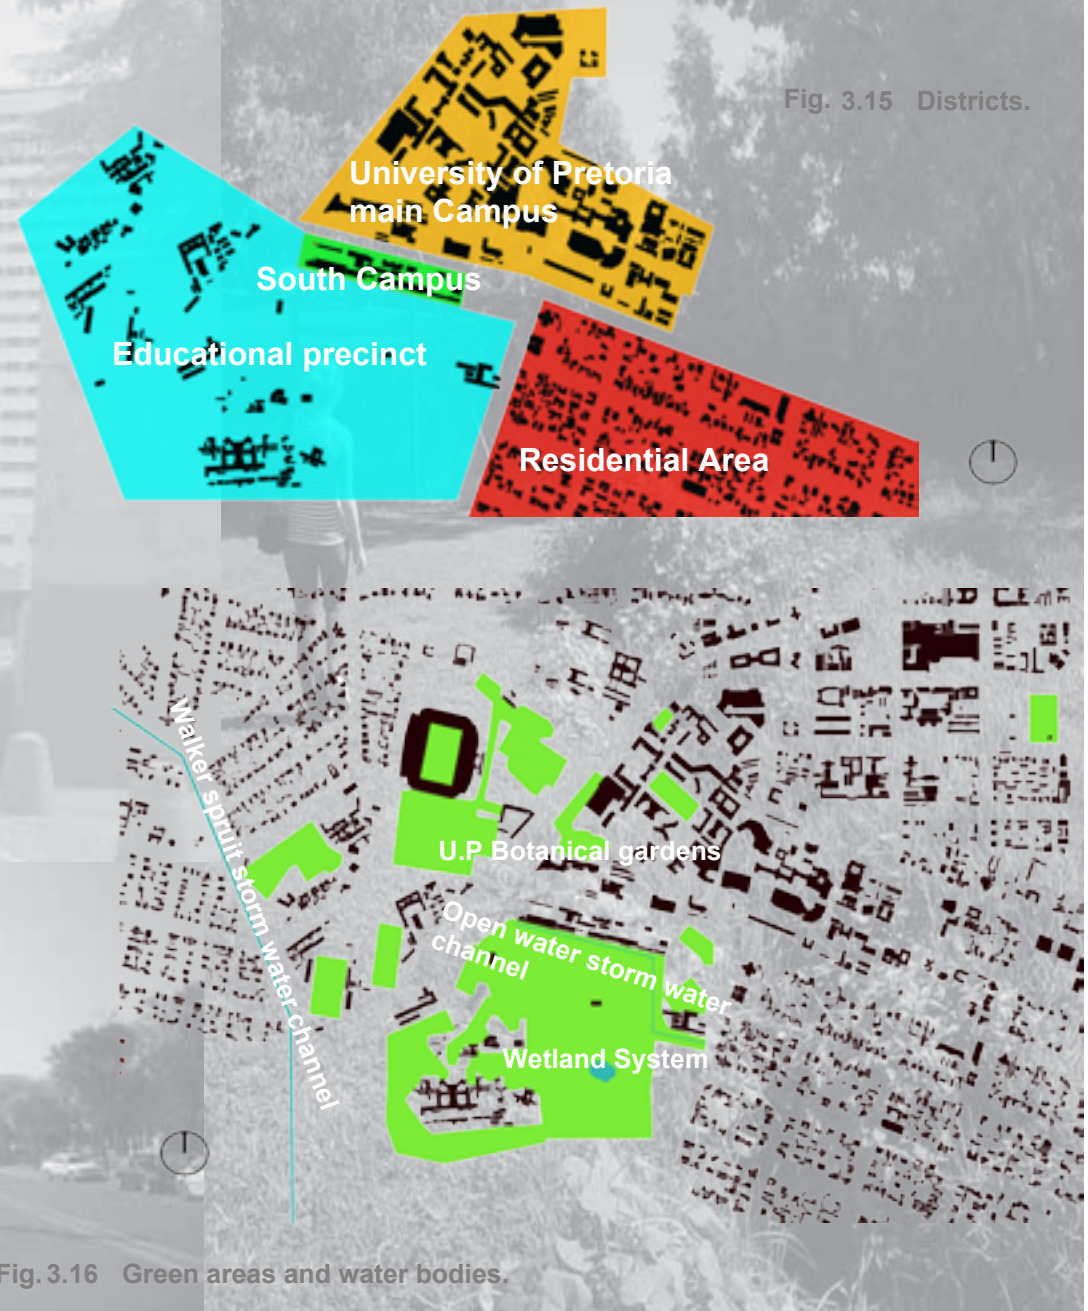 Fig. 3.15 Districts.
University of Pretoria
main Campus
South Campus
Educational precinct
Residential Area
Walker spruit storm water channel
U.P Botanical gardens
Open water storm water
channel
Wetland System
Fig. 3.16 Green areas and water bodies.